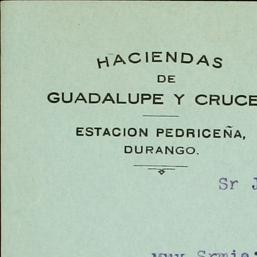 HACIENDAS
DE
GUADALUPE Y CRUCE
ESTACION PEDRICEÑA,
DURANGO.
Sr J